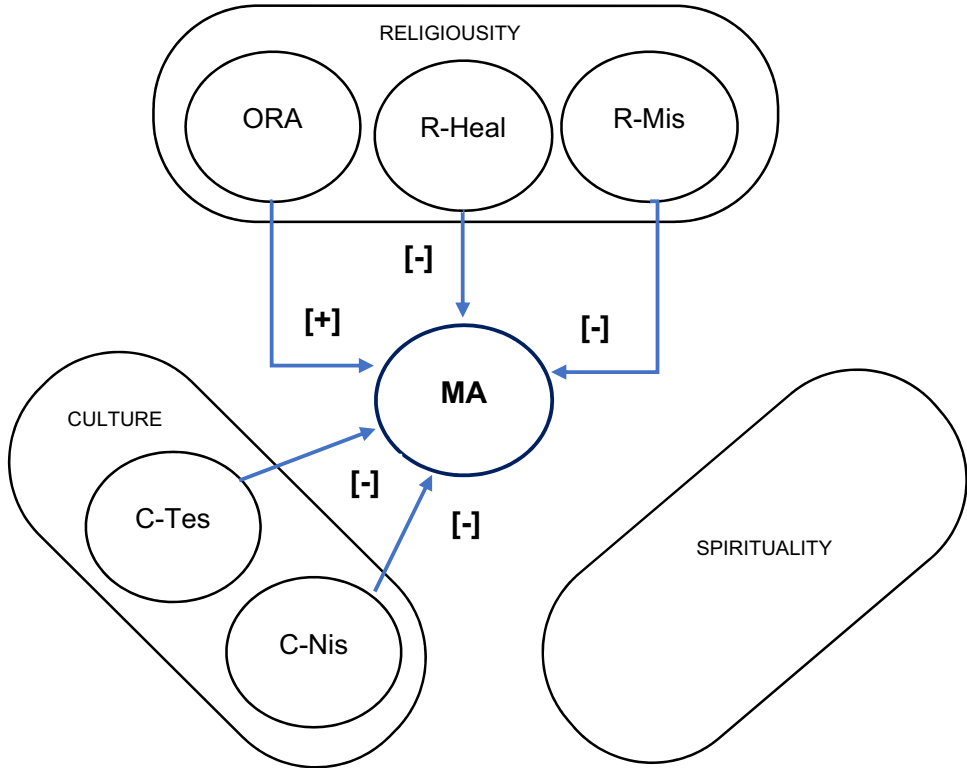 RELIGIOUSITY
ORA
R-Heal
R-Mis
[-]
[+]
[-]
MA
CULTURE
[-]
C-Tes
[-]
SPIRITUALITY
C-Nis